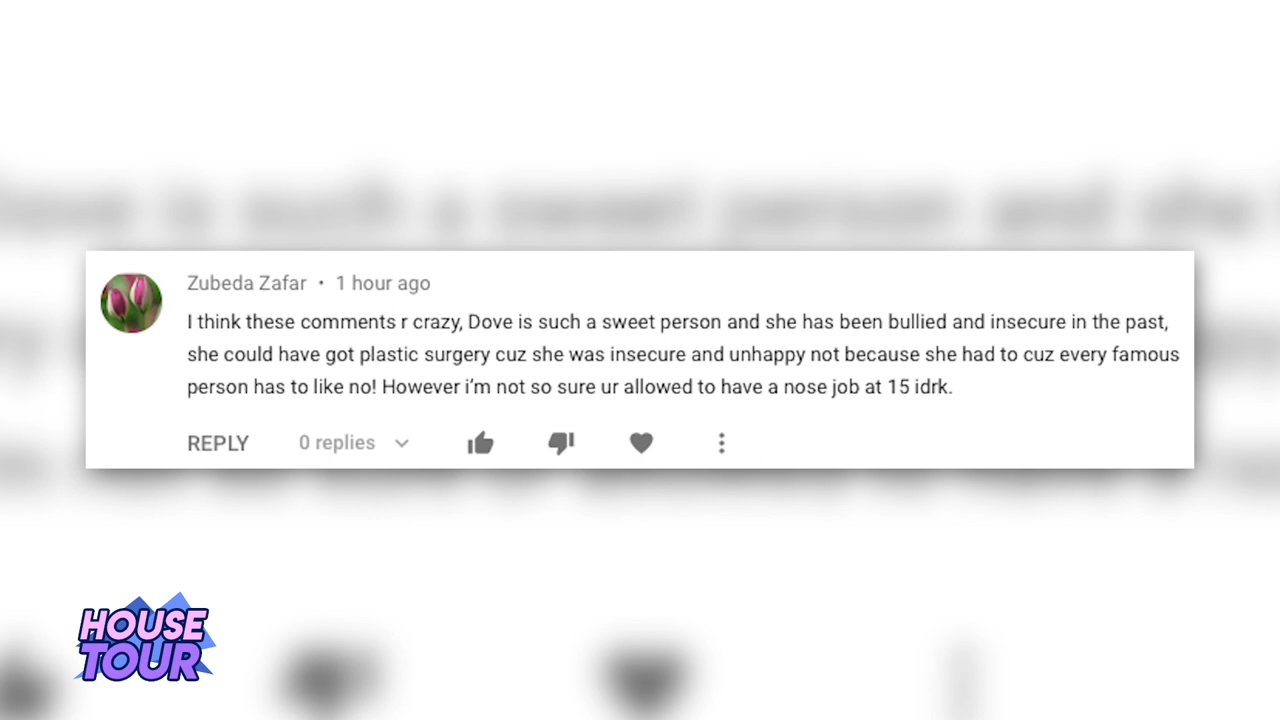 Zubeda Zafar • 1 hour ago
I think these comments r crazy, Dove is such a sweet person and she has been bullied and insecure in the past,
she could have got plastic surgery cuz she was insecure and unhappy not because she had to cuz every famous
person has to like no! However i’m not so sure ur allowed to have a nose job at 15 idrk.
REPLY 0 replies
HOUSE
TOUR